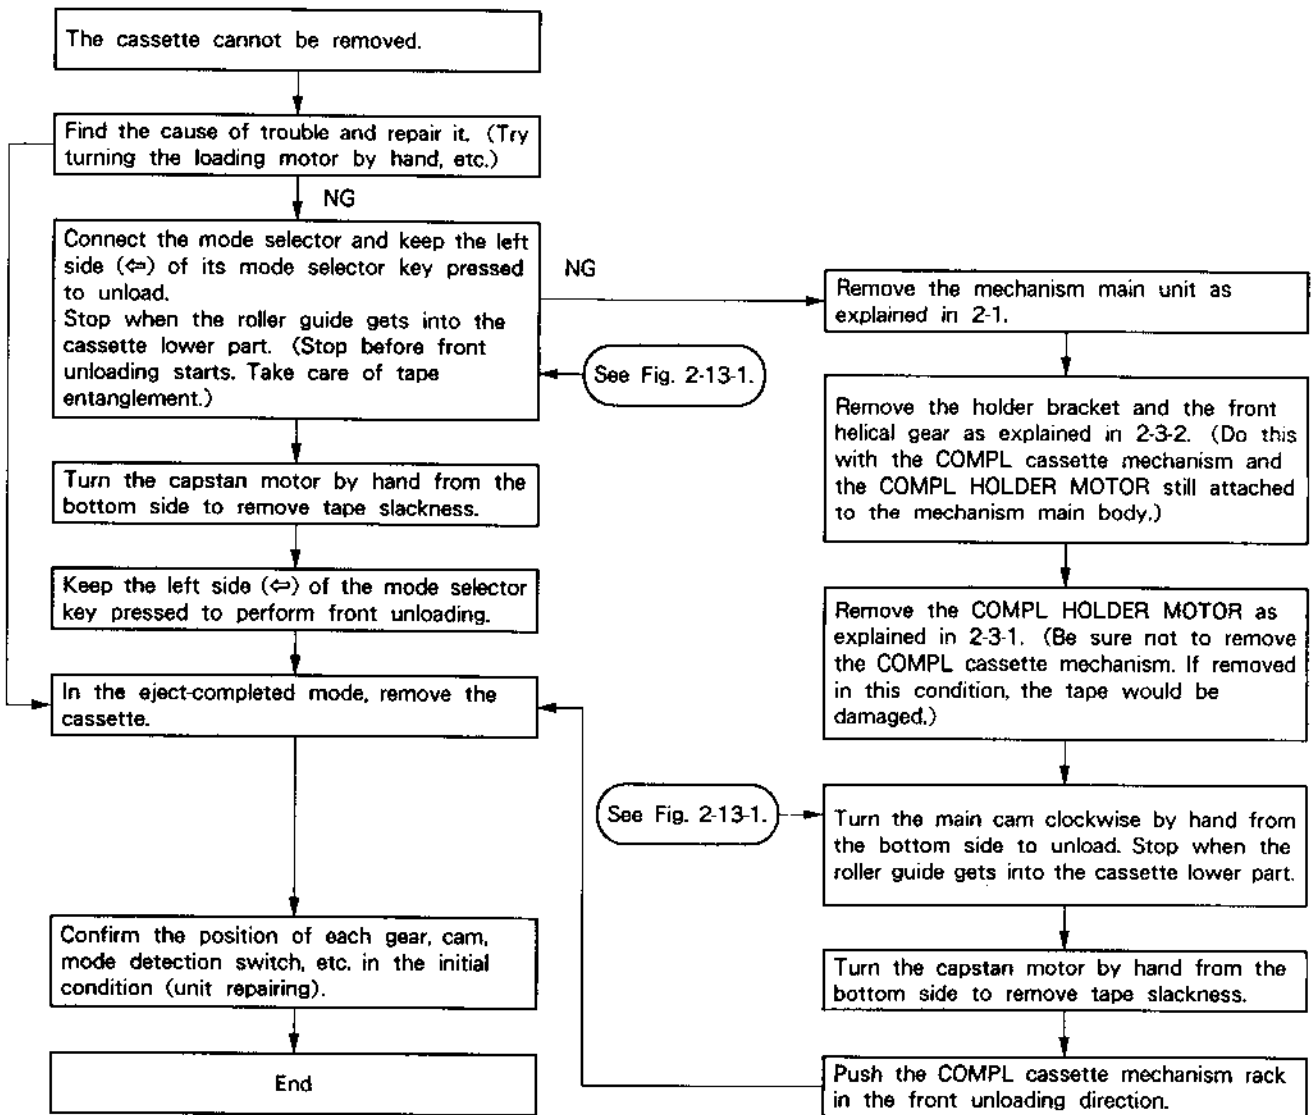 The cassette cannot be removed.
Find the cause of trouble and repair it. (Try
turning the loading motor by hand, etc.)
NG
Connect the mode selector and keep the left
side (⇦) of its mode selector key pressed
to unload.
Stop when the roller guide gets into the
cassette lower part. (Stop before front
unloading starts. Take care of tape
entanglement.)
NG
See Fig. 2-13-1.
Turn the capstan motor by hand from the
bottom side to remove tape slackness.
Keep the left side (⇦) of the mode selector
key pressed to perform front unloading.
In the eject-completed mode, remove the
cassette.
Confirm the position of each gear, cam,
mode detection switch, etc. in the initial
condition (unit repairing).
End
Remove the mechanism main unit as
explained in 2-1.
Remove the holder bracket and the front
helical gear as explained in 2-3-2. (Do this
with the COMPL cassette mechanism and
the COMPL HOLDER MOTOR still attached
to the mechanism main body.)
Remove the COMPL HOLDER MOTOR as
explained in 2-3-1. (Be sure not to remove
the COMPL cassette mechanism. If removed
in this condition, the tape would be
damaged.)
See Fig. 2-13-1.
Turn the main cam clockwise by hand from
the bottom side to unload. Stop when the
roller guide gets into the cassette lower part.
Turn the capstan motor by hand from the
bottom side to remove tape slackness.
Push the COMPL cassette mechanism rack
in the front unloading direction.